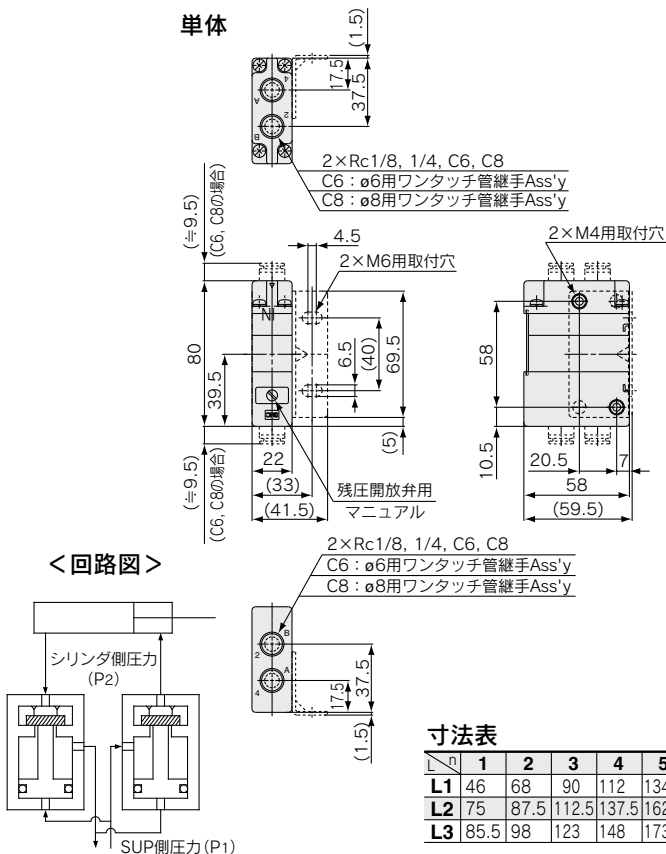 単体
(1.5)
17.5
37.5
4
A
2
B
2×Rc1/8, 1/4, C6, C8
C6：ø6用ワンタッチ管継手Ass'y
C8：ø8用ワンタッチ管継手Ass'y
(≒9.5)
(C6, C8の場合)
4.5
2×M6用取付穴
2×M4用取付穴
80
39.5
6.5
(40)
69.5
(5)
58
10.5
22
(33)
(41.5)
(≒9.5)
(C6, C8の場合)
残圧開放弁用
マニュアル
20.5
7
58
(59.5)
2×Rc1/8, 1/4, C6, C8
C6：ø6用ワンタッチ管継手Ass'y
C8：ø8用ワンタッチ管継手Ass'y
B
2
A
4
17.5
37.5
(1.5)
＜回路図＞
シリンダ側圧力
(P2)
SUP側圧力(P1)
寸法表
L n 1 2 3 4 5
L1 46 68 90 112 134
L2 75 87.5 112.5 137.5
L3 85.5 98 123 148 173